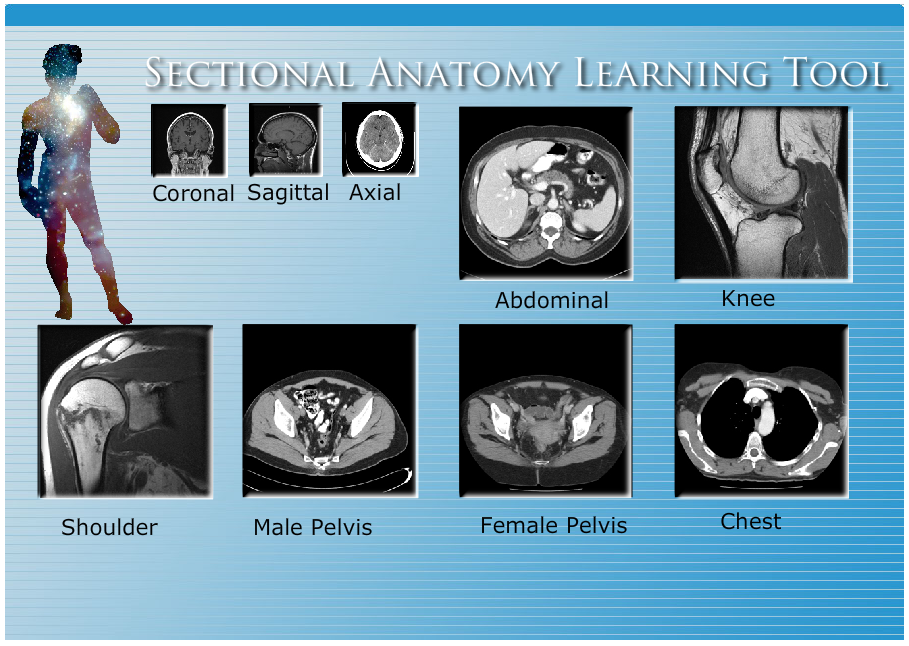 SECTIONAL ANATOMY LEARNING TOOL
Coronal Sagittal Axial
Abdominal Knee
Shoulder Male Pelvis Female Pelvis Chest